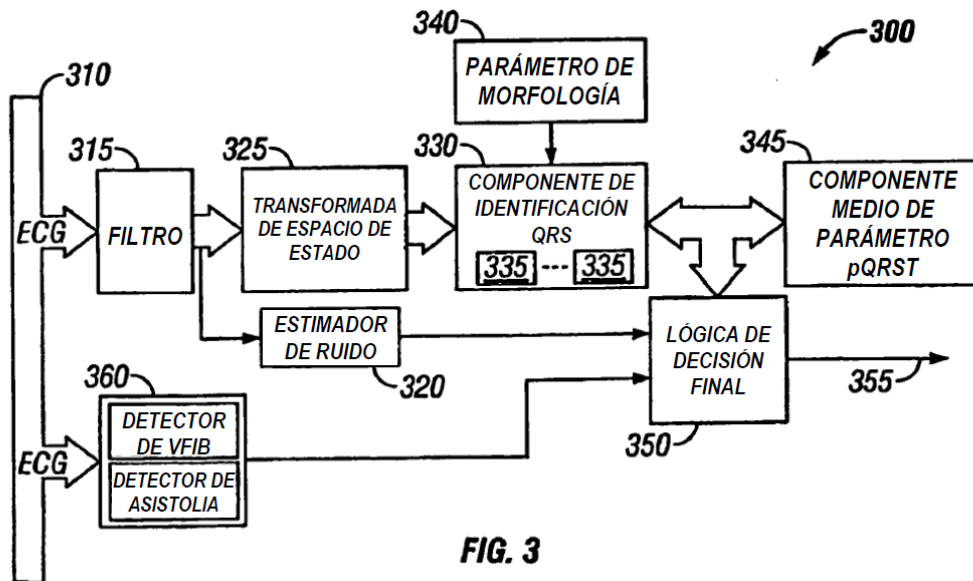 340
300
PARÁMETRO DE
MORFOLOGÍA
310
315
325
330
345
ECG
FILTRO
TRANSFORMADA
DE ESPACIO DE
ESTADO
COMPONENTE DE
IDENTIFICACIÓN
QRS
335 --- 335
COMPONENTE
MEDIO DE
PARÁMETRO
pQRST
ESTIMADOR
DE RUIDO
320
LÓGICA DE
DECISIÓN
FINAL
350
355
360
ECG
DETECTOR
DE VFIB
DETECTOR DE
ASISTOLIA
FIG. 3